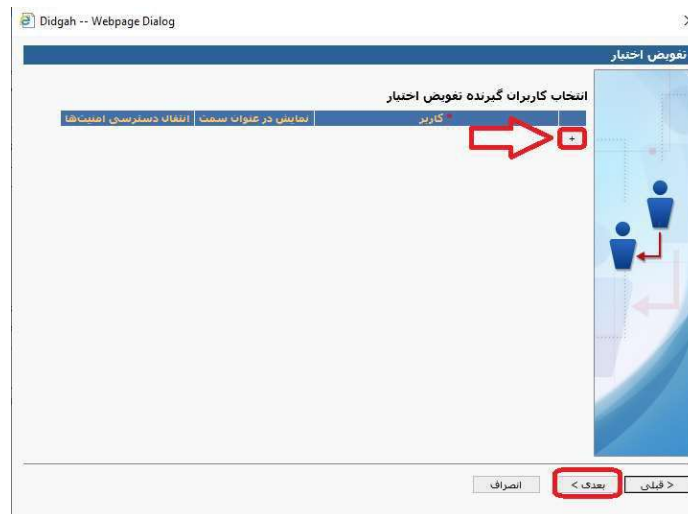 Didgah -- Webpage Dialog
تفویض اختیار
انتخاب کاربران گیرنده تفویض اختیار
* کاربر نمایش در عنوان سمت انتقال دسترسی امنیت‌ها
+
< قبلی بعدی > انصراف